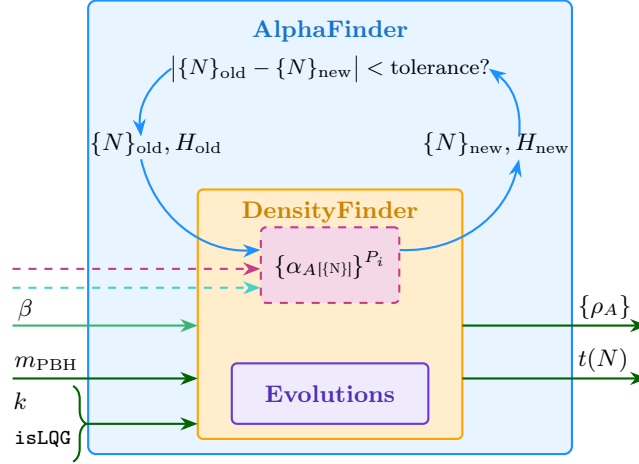 AlphaFinder
|{N}old − {N}new| < tolerance?
{N}old, Hold
{N}new, Hnew
DensityFinder
{αA[{N}]}Pi
β
{ρA}
mPBH
t(N)
k
Evolutions
isLQG